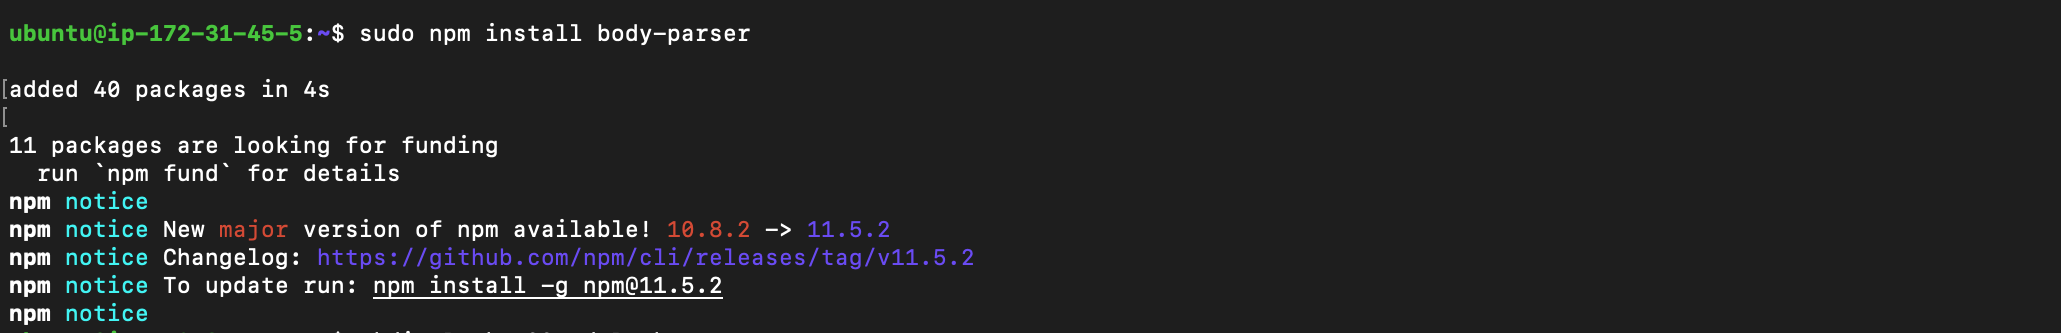 ubuntu@ip-172-31-45-5:~$ sudo npm install body-parser
[added 40 packages in 4s
[
11 packages are looking for funding
run `npm fund` for details
npm notice
npm notice New major version of npm available! 10.8.2 -> 11.5.2
npm notice Changelog: https://github.com/npm/cli/releases/tag/v11.5.2
npm notice To update run: npm install -g npm@11.5.2
npm notice